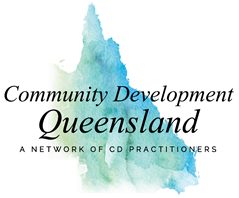 Community Development
Queensland
A NETWORK OF CD PRACTITIONERS